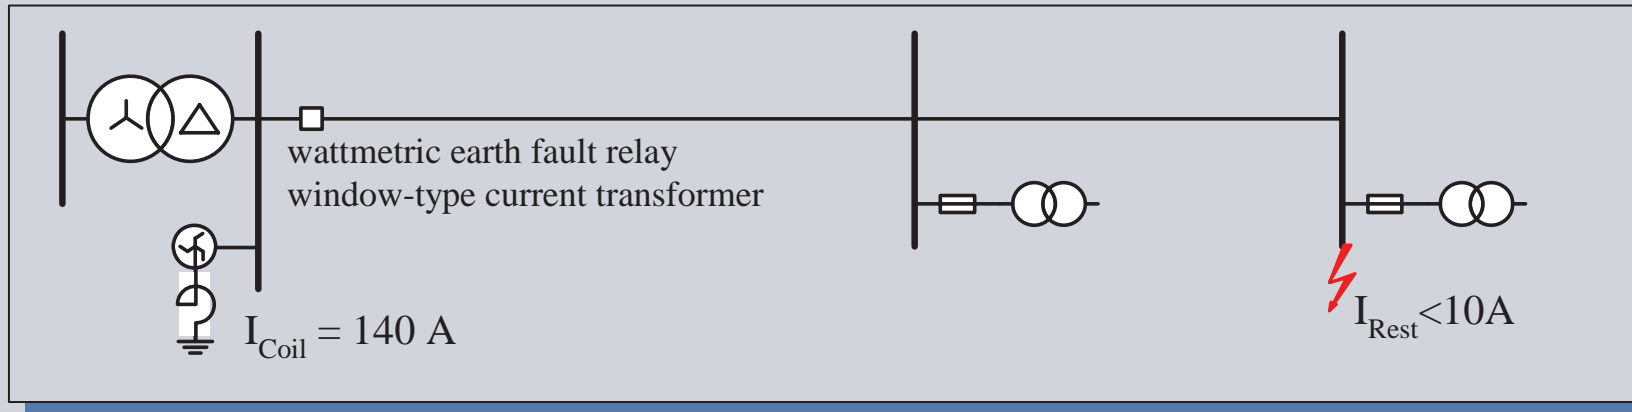 wattmetric earth fault relay
window-type current transformer
I_Coil = 140 A
I_Rest<10A